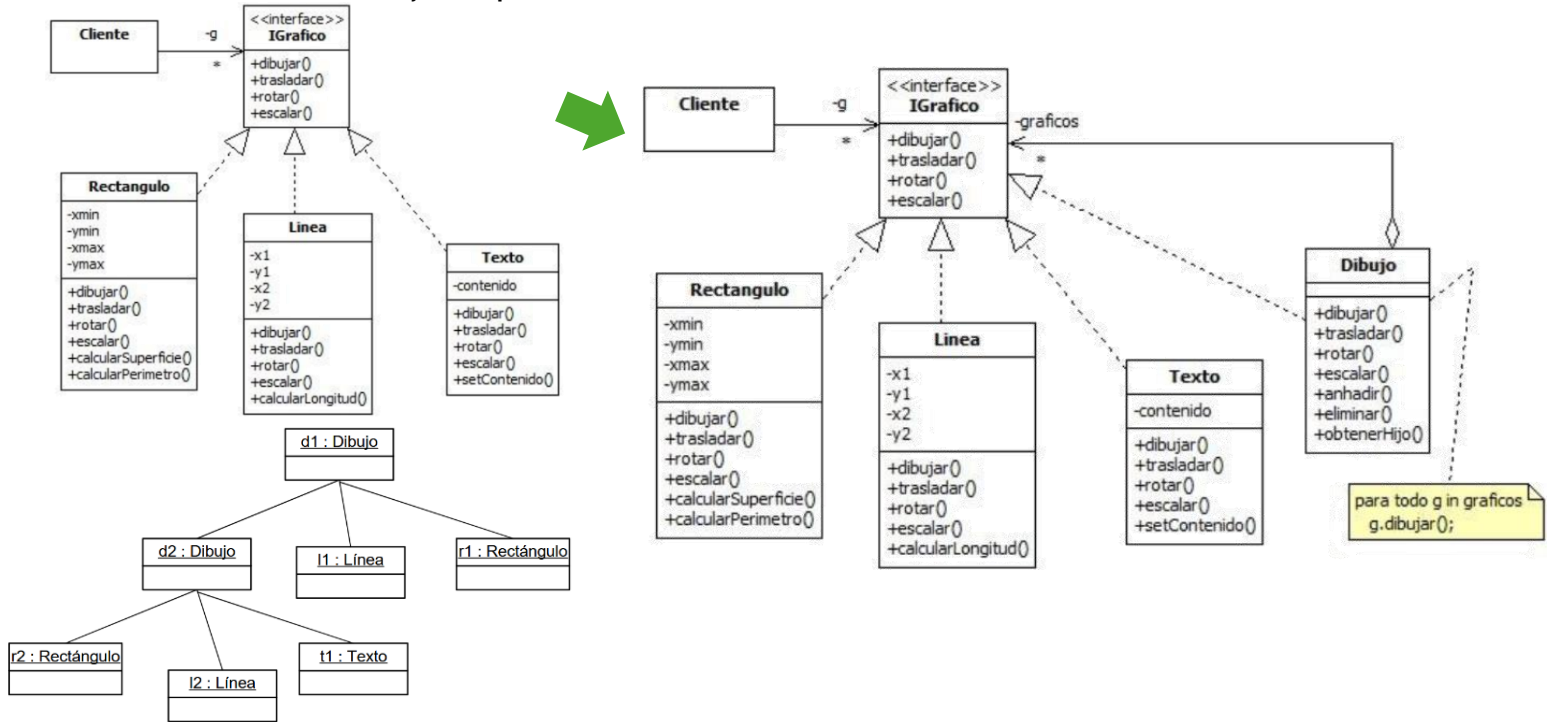 Cliente
-g
*
<<interface>>
IGrafico
+dibujar()
+trasladar()
+rotar()
+escalar()
Rectangulo
-xmin
-ymin
-xmax
-ymax
+dibujar()
+trasladar()
+rotar()
+escalar()
+calcularSuperficie()
+calcularPerimetro()
Linea
-x1
-y1
-x2
-y2
+dibujar()
+trasladar()
+rotar()
+escalar()
+calcularLongitud()
Texto
-contenido
+dibujar()
+trasladar()
+rotar()
+escalar()
+setContenido()
d1 : Dibujo
d2 : Dibujo
l1 : Línea
r1 : Rectángulo
r2 : Rectángulo
l2 : Línea
t1 : Texto
Cliente
-g
*
<<interface>>
IGrafico
+dibujar()
+trasladar()
+rotar()
+escalar()
-graficos
*
Rectangulo
-xmin
-ymin
-xmax
-ymax
+dibujar()
+trasladar()
+rotar()
+escalar()
+calcularSuperficie()
+calcularPerimetro()
Linea
-x1
-y1
-x2
-y2
+dibujar()
+trasladar()
+rotar()
+escalar()
+calcularLongitud()
Texto
-contenido
+dibujar()
+trasladar()
+rotar()
+escalar()
+setContenido()
Dibujo
+dibujar()
+trasladar()
+rotar()
+escalar()
+anhadir()
+eliminar()
+obtenerHijo()
para todo g in graficos
g.dibujar();